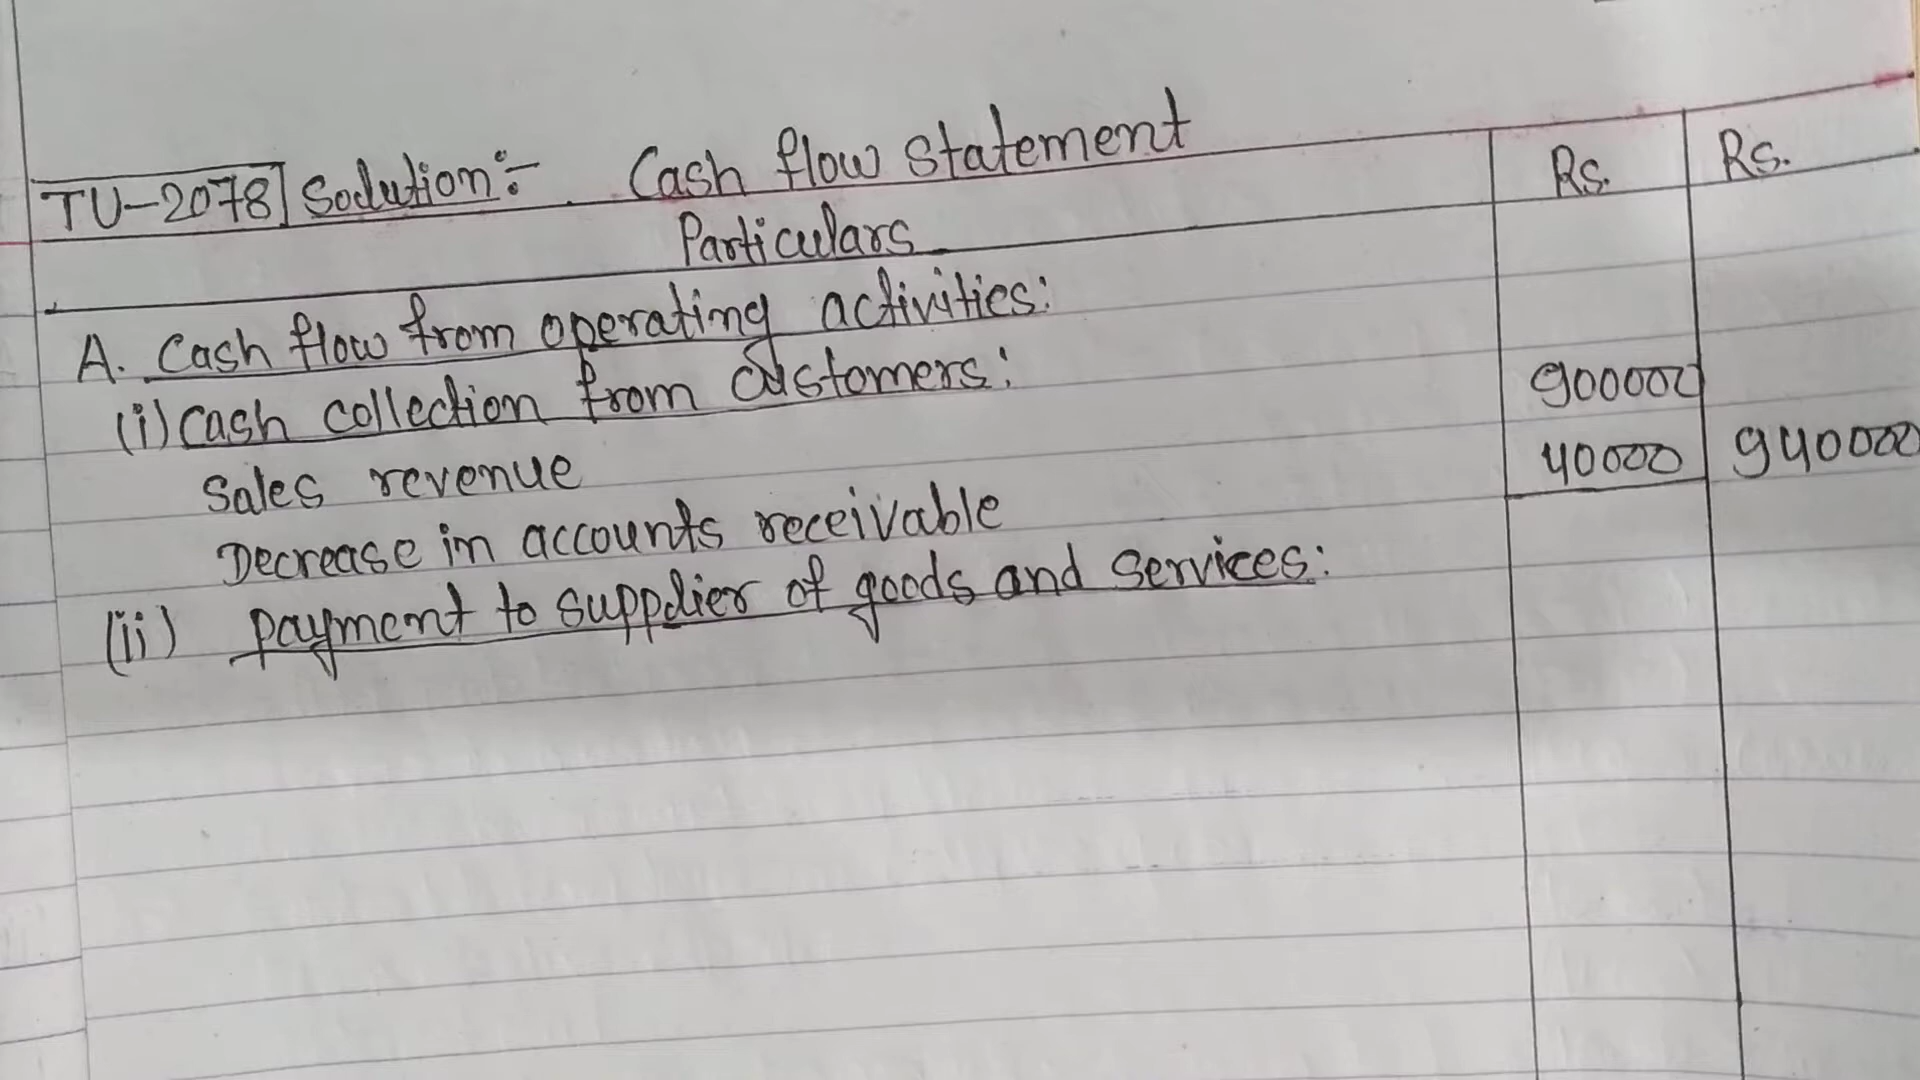 TU-2078 Solution:- Cash flow statement
Particulars Rs. Rs.
A. Cash flow from operating activities:
(i) Cash collection from customers:
Sales revenue 900000
Decrease in accounts receivable 40000 940000
(ii) payment to supplier of goods and services: